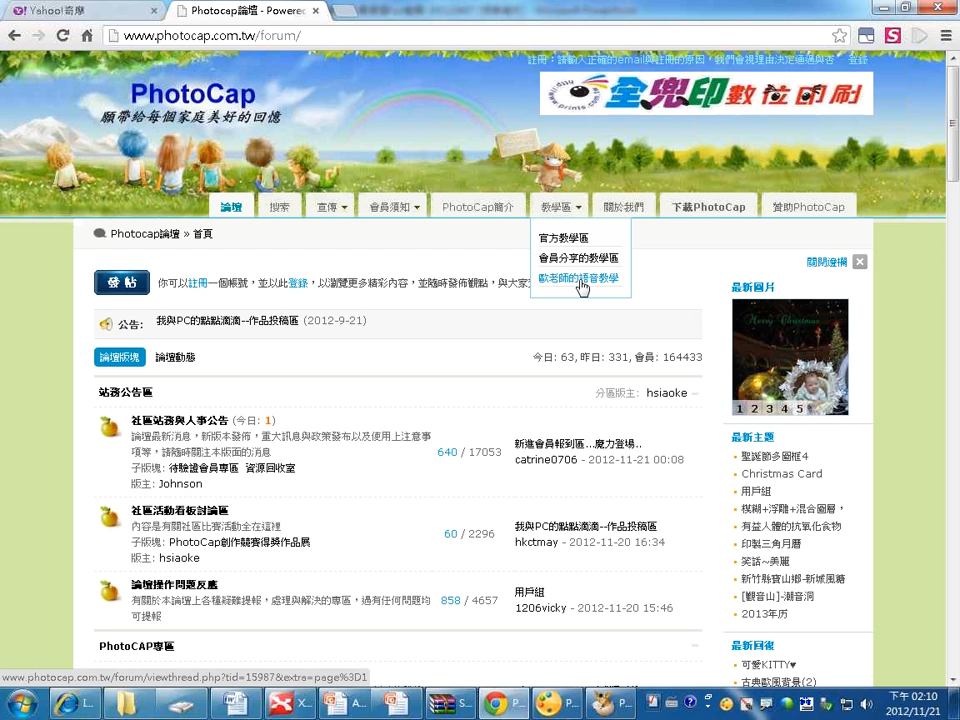 Yahoo!奇摩
Photocap論壇 - Powered
www.photocap.com.tw/forum/
註冊：請輸入正確的email與註冊的原因，我們會視理由決定通過與否 登錄
PhotoCap
願帶給每個家庭美好的回憶
全兜印數位印刷
論壇
搜索
宣傳
會員須知
PhotoCap簡介
教學區
關於我們
下載PhotoCap
贊助PhotoCap
官方教學區
會員分享的教學區
歐老師的語音教學
Photocap論壇 » 首頁
關閉邊欄
發帖
你可以註冊一個帳號，並以此登錄，以瀏覽更多精彩內容，並隨時發佈觀點，與大家
公告: 我與PC的點點滴滴--作品投稿區 (2012-9-21)
論壇版塊 論壇動態
今日: 63, 昨日: 331, 會員: 164433
站務公告區
分區版主: hsiaoke
社區站務與人事公告 (今日: 1)
論壇最新消息，新版本發佈，重大訊息與政策發布以及使用上注意事
項等，請隨時關注本版面的消息
子版塊: 待驗證會員專區 資源回收室
版主: Johnson
640 / 17053
新進會員報到區...魔力登場..
catrine0706 - 2012-11-21 00:08
社區活動看板討論區
內容是有關社區比賽活動全在這裡
子版塊: PhotoCap創作競賽得獎作品展
版主: hsiaoke
60 / 2296
我與PC的點點滴滴--作品投稿區
hkctmay - 2012-11-20 16:34
論壇操作問題反應
有關於本論壇上各種疑難提報，處理與解決的專區，過有任何問題均
可提報
858 / 4657
用戶組
1206vicky - 2012-11-20 15:46
PhotoCAP專區
最新圖片
Merry Christmas
1 2 3 4 5
最新主題
聖誕節多圖框4
Christmas Card
用戶組
模糊+浮雕+混合圖層，
有益人體的抗氧化食物
印製三角月曆
笑話~美麗
新竹縣寶山鄉-新城風糖
[觀音山]-潮音洞
2013年历
最新回復
可愛KITTY♥
古典歐風背景(2)
www.photocap.com.tw/forum/viewthread.php?tid=15987&extra=page%3D1
下午 02:10
2012/11/21